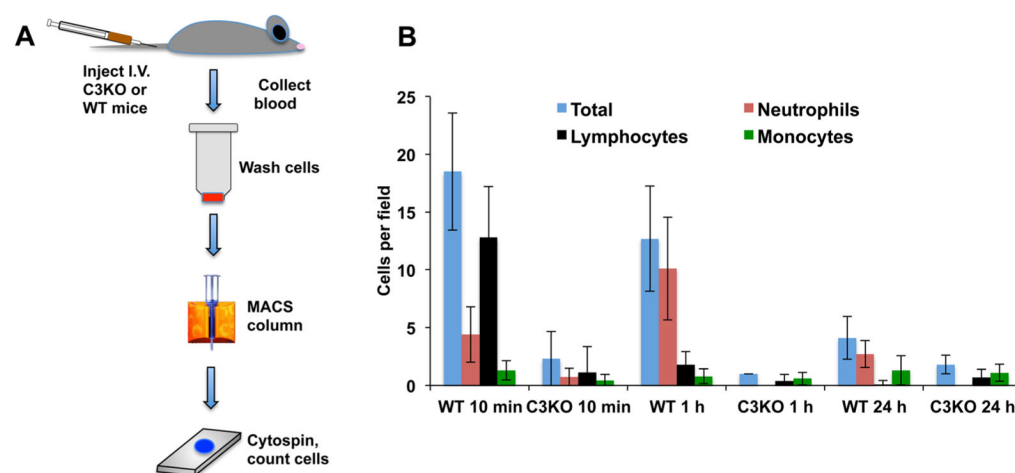 A
Inject I.V.
C3KO or
WT mice
Collect
blood
Wash cells
MACS
column
Cytospin,
count cells
B
Total
Neutrophils
Lymphocytes
Monocytes
Cells per field
25
20
15
10
5
0
WT 10 min C3KO 10 min WT 1 h C3KO 1 h WT 24 h C3KO 24 h